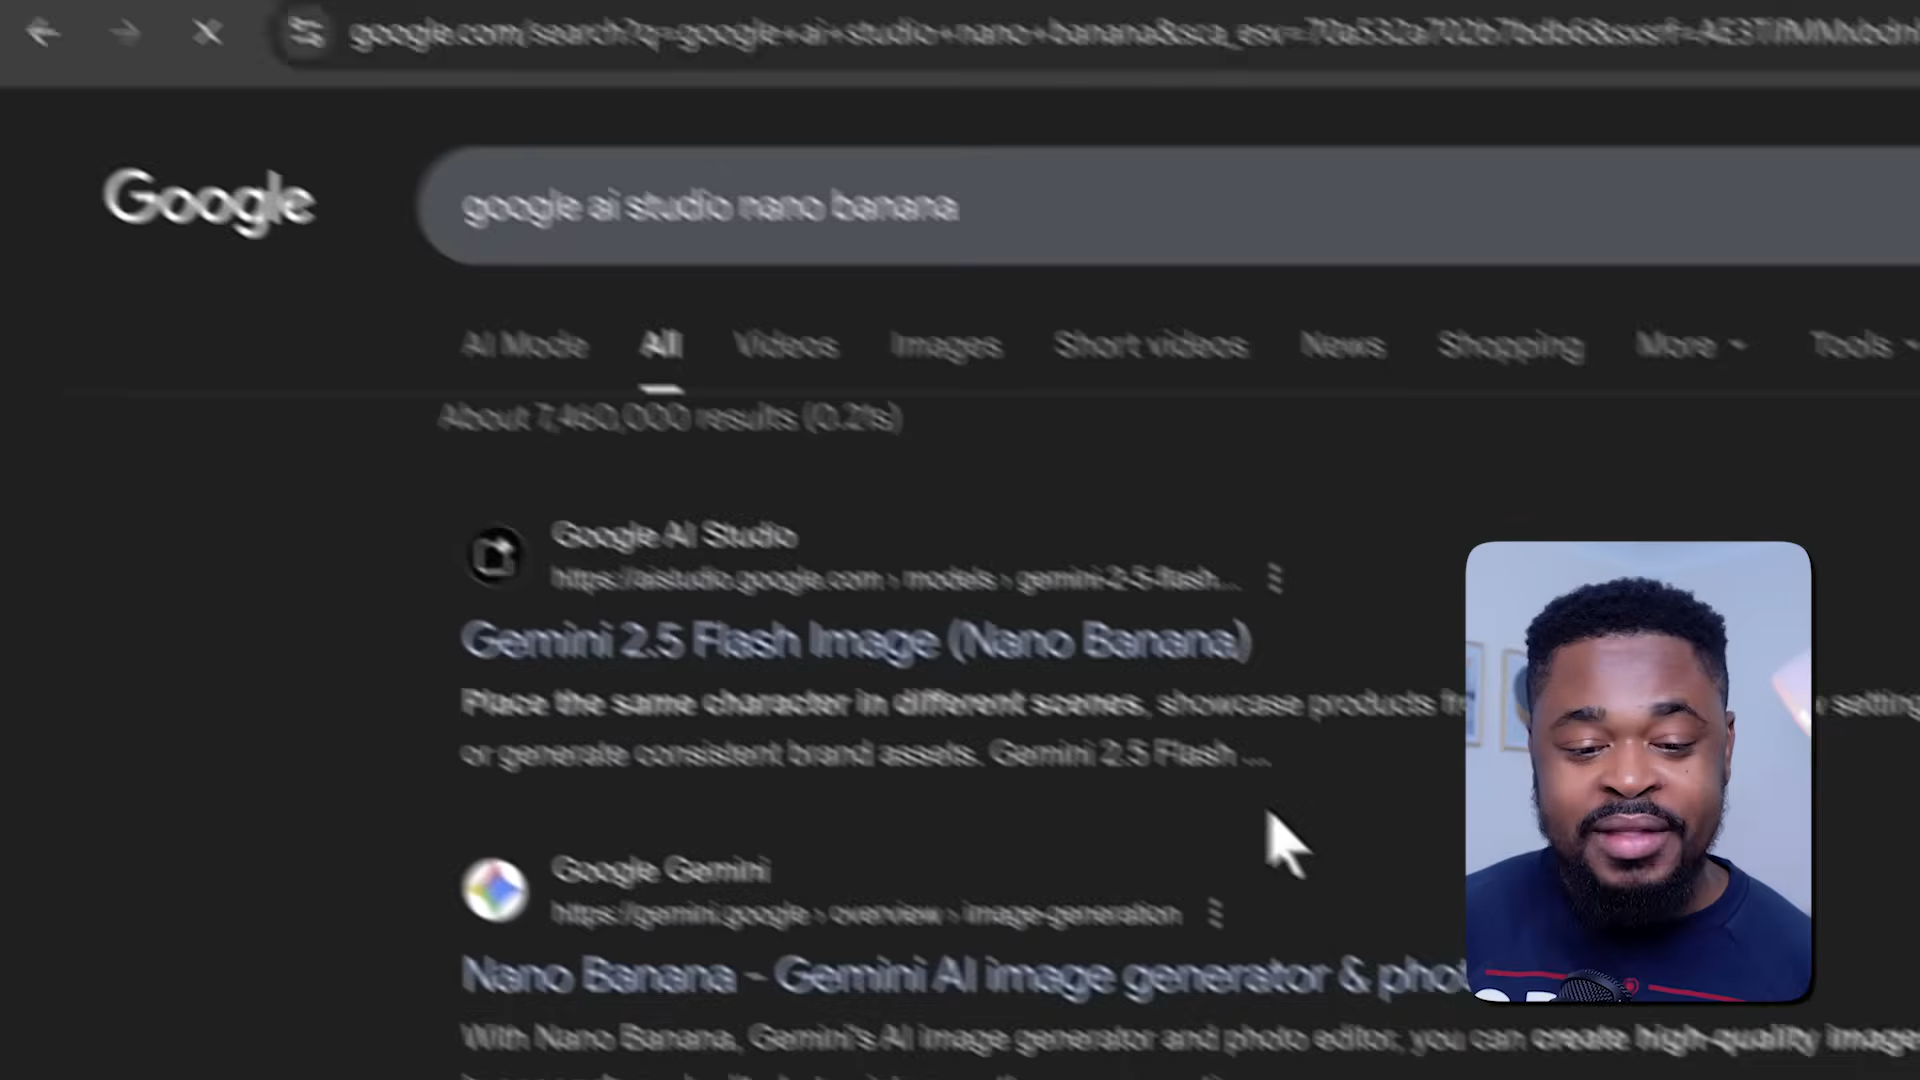 google.com/search?q=google+ai+studio+nano+banana&sca_esv=
Google
google ai studio nano banana
AI Mode All Videos Images Short videos News Shopping More Tools
About 7,460,000 results (0.21s)
Google AI Studio
https://aistudio.google.com › models › gemini-2-5-flash...
Gemini 2.5 Flash Image (Nano Banana)
Place the same character in different scenes, showcase products
or generate consistent brand assets. Gemini 2.5 Flash ...
Google Gemini
https://gemini.google › overview › image-generation
Nano Banana - Gemini AI image generator &
With Nano Banana, Gemini's AI image generator and photo editor, you can create high-quality